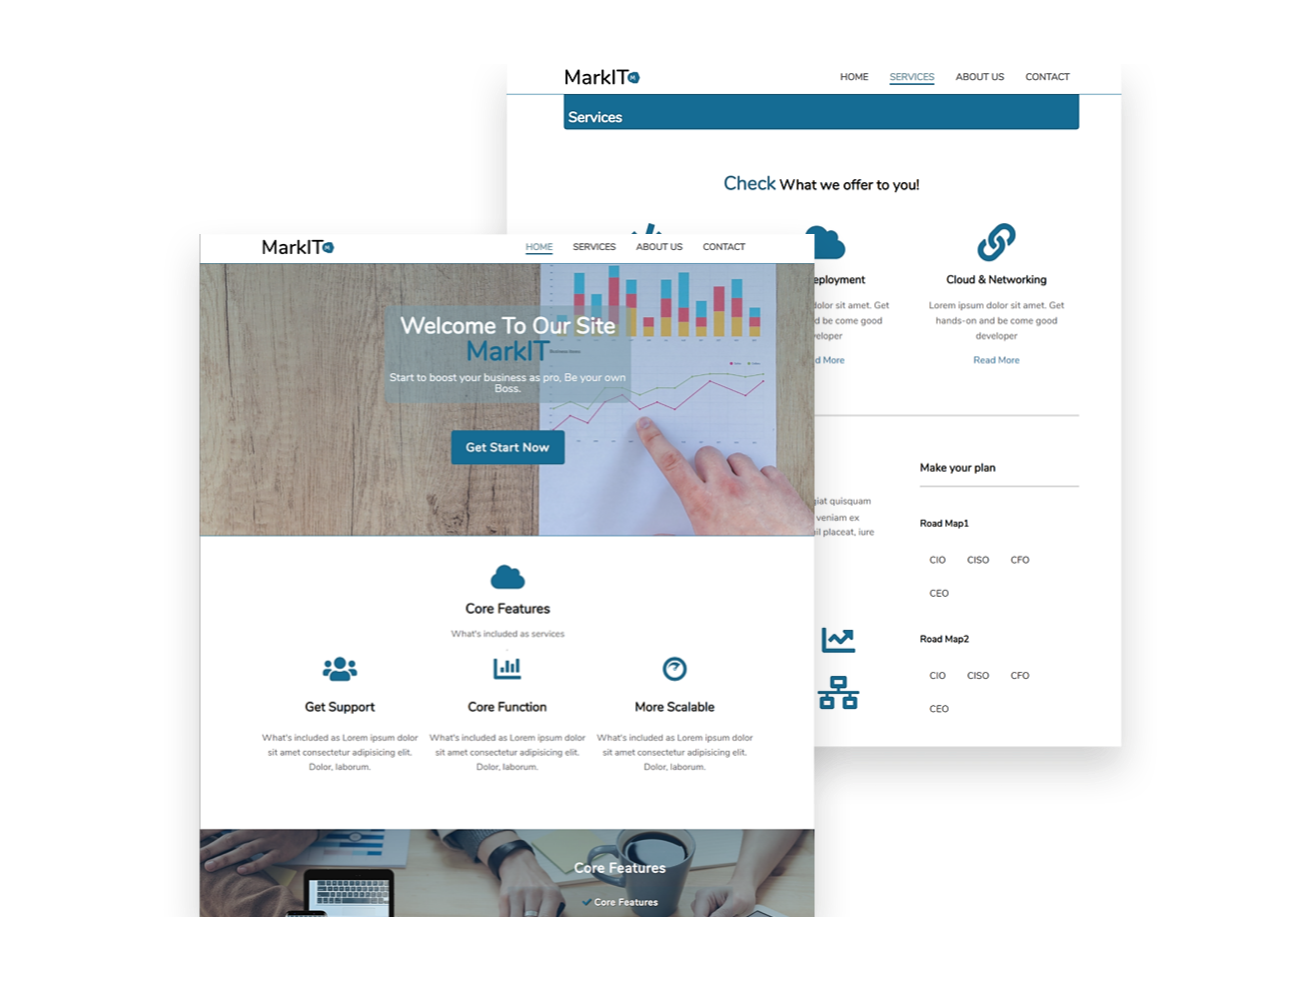 MarkIT
HOME SERVICES ABOUT US CONTACT
Services
Check What we offer to you!
Cloud & Networking
Lorem ipsum dolor sit amet. Get
hands-on and be come good
developer
Read More
Make your plan
Road Map1
CIO CISO CFO
CEO
Road Map2
CIO CISO CFO
CEO
eployment
dolor sit amet. Get
d be come good
veloper
d More
giat quisquam
veniam ex
il placeat, iure
MarkIT
HOME SERVICES ABOUT US CONTACT
Welcome To Our Site
MarkIT
Start to boost your business as pro, Be your own
Boss.
Get Start Now
Core Features
What's included as services
Get Support
What's included as Lorem ipsum dolor
sit amet consectetur adipisicing elit.
Dolor, laborum.
Core Function
What's included as Lorem ipsum dolor
sit amet consectetur adipisicing elit.
Dolor, laborum.
More Scalable
What's included as Lorem ipsum dolor
sit amet consectetur adipisicing elit.
Dolor, laborum.
Core Features
Core Features